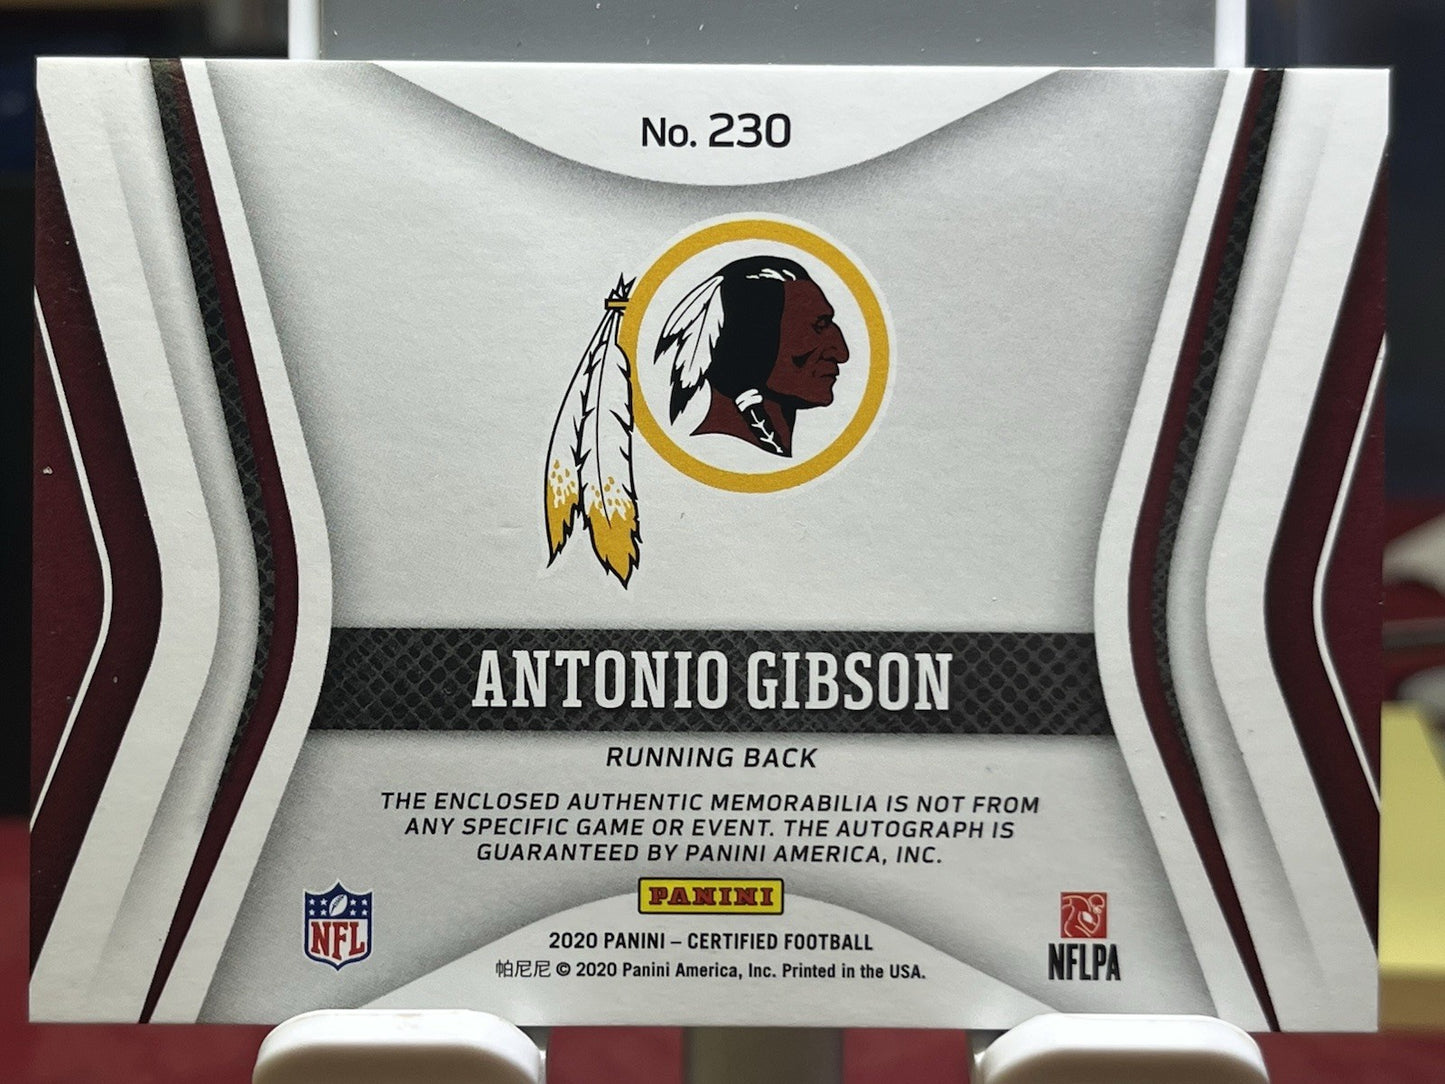 No. 230
ANTONIO GIBSON
RUNNING BACK
THE ENCLOSED AUTHENTIC MEMORABILIA IS NOT FROM
ANY SPECIFIC GAME OR EVENT. THE AUTOGRAPH IS
GUARANTEED BY PANINI AMERICA, INC.
PANINI
NFL
NFLPA
2020 PANINI – CERTIFIED FOOTBALL
帕尼尼 © 2020 Panini America, Inc. Printed in the USA.